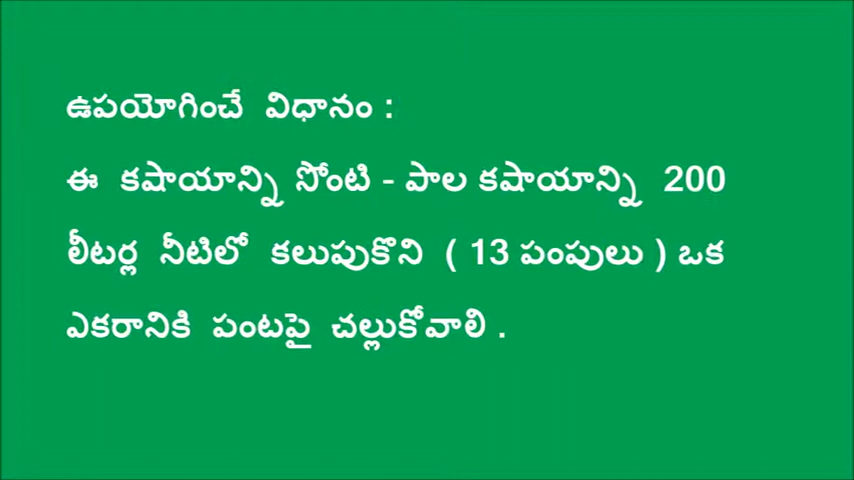 ఉపయోగించే విధానం :
ఈ కషాయాన్ని సోంటి - పాల కషాయాన్ని 200
లీటర్ల నీటిలో కలుపుకొని ( 13 పంపులు ) ఒక
ఎకరానికి పంటపై చల్లుకోవాలి .